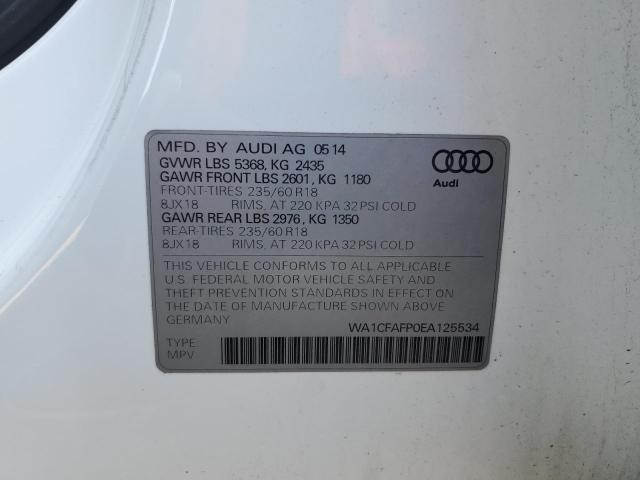 MFD. BY AUDI AG 0514
GVWR LBS 5368, KG 2435
GAWR FRONT LBS 2601, KG 1180
FRONT-TIRES 235/60 R18
8JX18 RIMS, AT 220 KPA 32 PSI COLD
GAWR REAR LBS 2976, KG 1350
REAR-TIRES 235/60 R18
8JX18 RIMS, AT 220 KPA 32 PSI COLD
Audi
THIS VEHICLE CONFORMS TO ALL APPLICABLE
U.S. FEDERAL MOTOR VEHICLE SAFETY AND
THEFT PREVENTION STANDARDS IN EFFECT ON
THE DATE OF MANUFACTURE SHOWN ABOVE.
GERMANY
WA1CFAFP0EA125534
TYPE
MPV